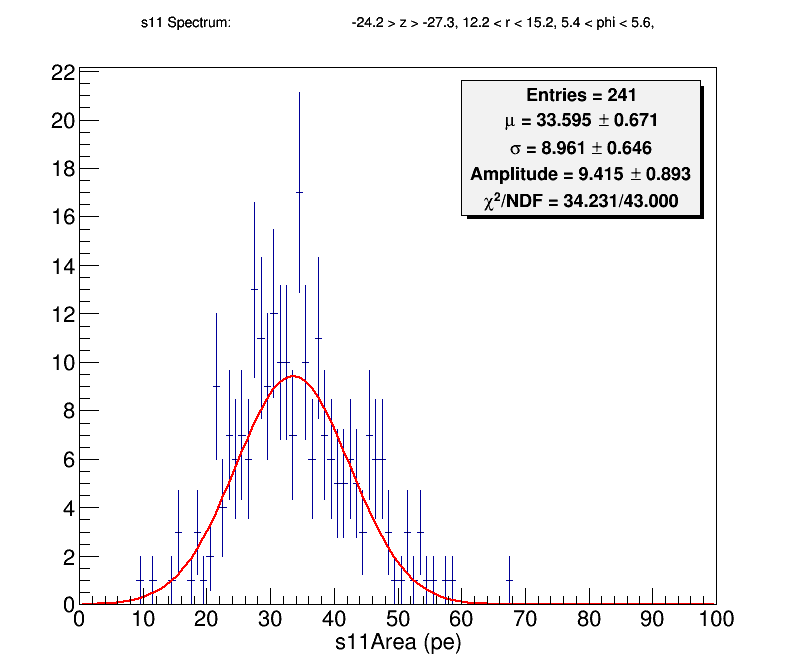 s11 Spectrum: -24.2 > z > -27.3, 12.2 < r < 15.2, 5.4 < phi < 5.6,
Entries = 241
μ = 33.595 ± 0.671
σ = 8.961 ± 0.646
Amplitude = 9.415 ± 0.893
χ²/NDF = 34.231/43.000
22
20
18
16
14
12
10
8
6
4
2
0
0 10 20 30 40 50 60 70 80 90 100
s11Area (pe)